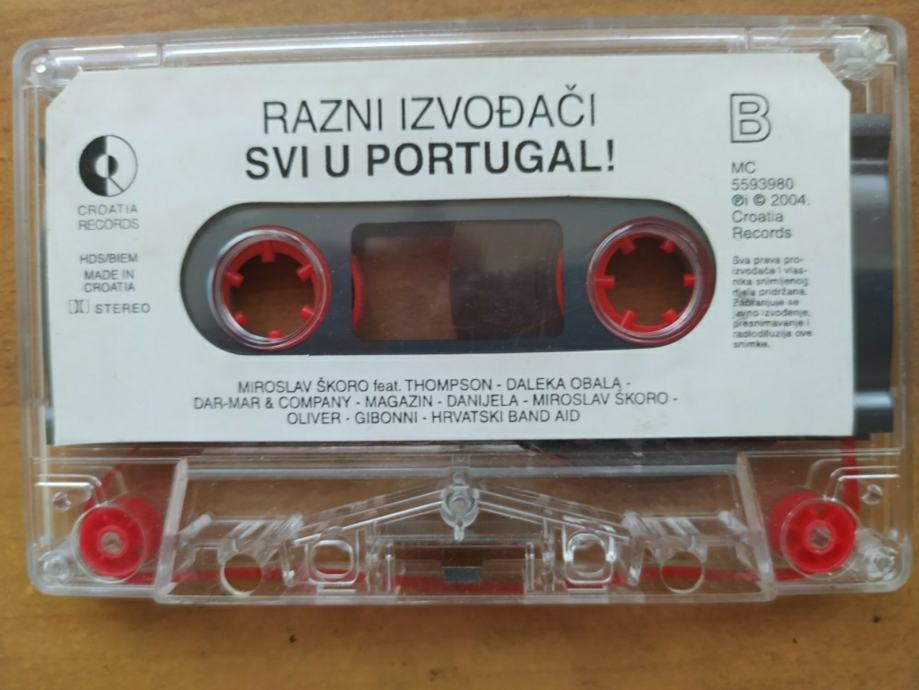 RAZNI IZVOĐAČI
SVI U PORTUGAL!
CROATIA
RECORDS
HDS/BIEM
MADE IN
CROATIA
STEREO
B
MC
5593980
℗i © 2004.
Croatia
Records
Sva prava pro-
izvođača i vlas-
nika snimljenog
djela pridržana.
Zabranjuje se
javno izvođenje,
presnimavanje i
radiodifuzija ove
snimke.
MIROSLAV ŠKORO feat. THOMPSON - DALEKA OBALA -
DAR-MAR & COMPANY - MAGAZIN - DANIJELA - MIROSLAV ŠKORO -
OLIVER - GIBONNI - HRVATSKI BAND AID